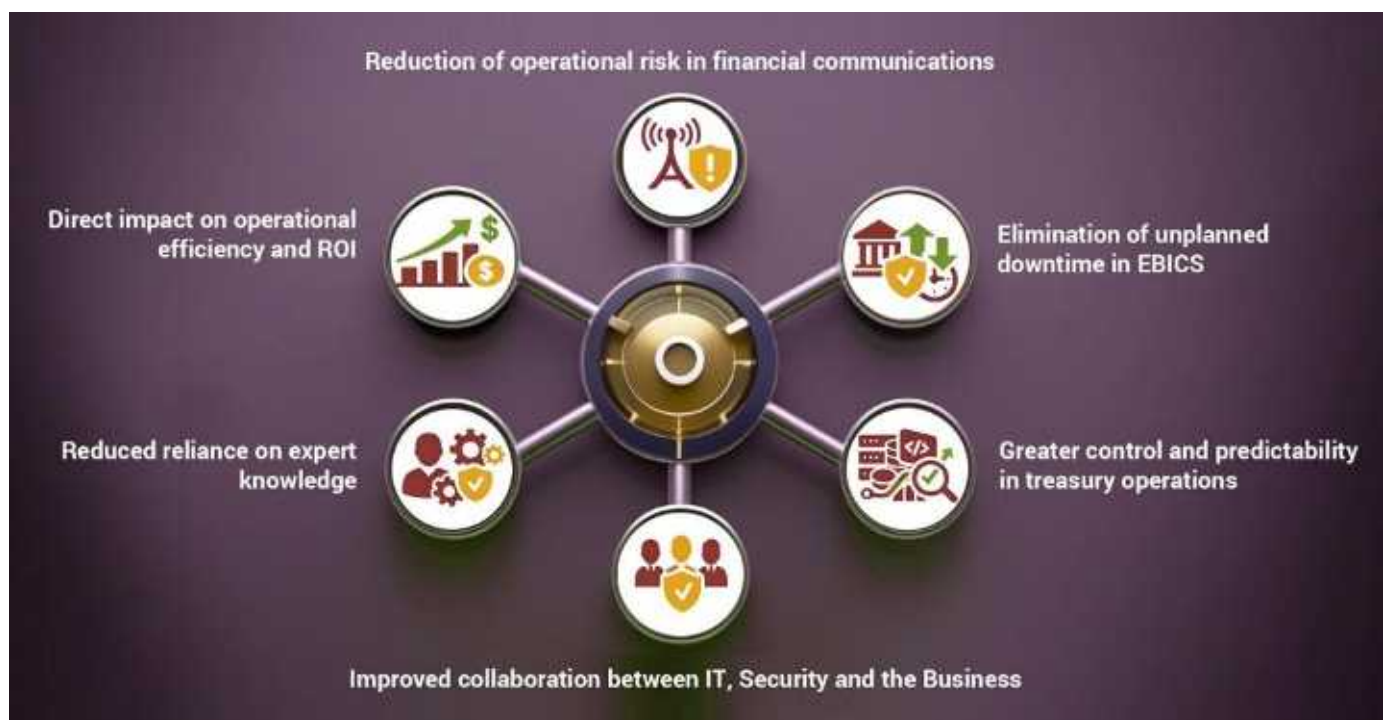 Reduction of operational risk in financial communications
Direct impact on operational
efficiency and ROI
Elimination of unplanned
downtime in EBICS
Reduced reliance on expert
knowledge
Greater control and predictability
in treasury operations
Improved collaboration between IT, Security and the Business